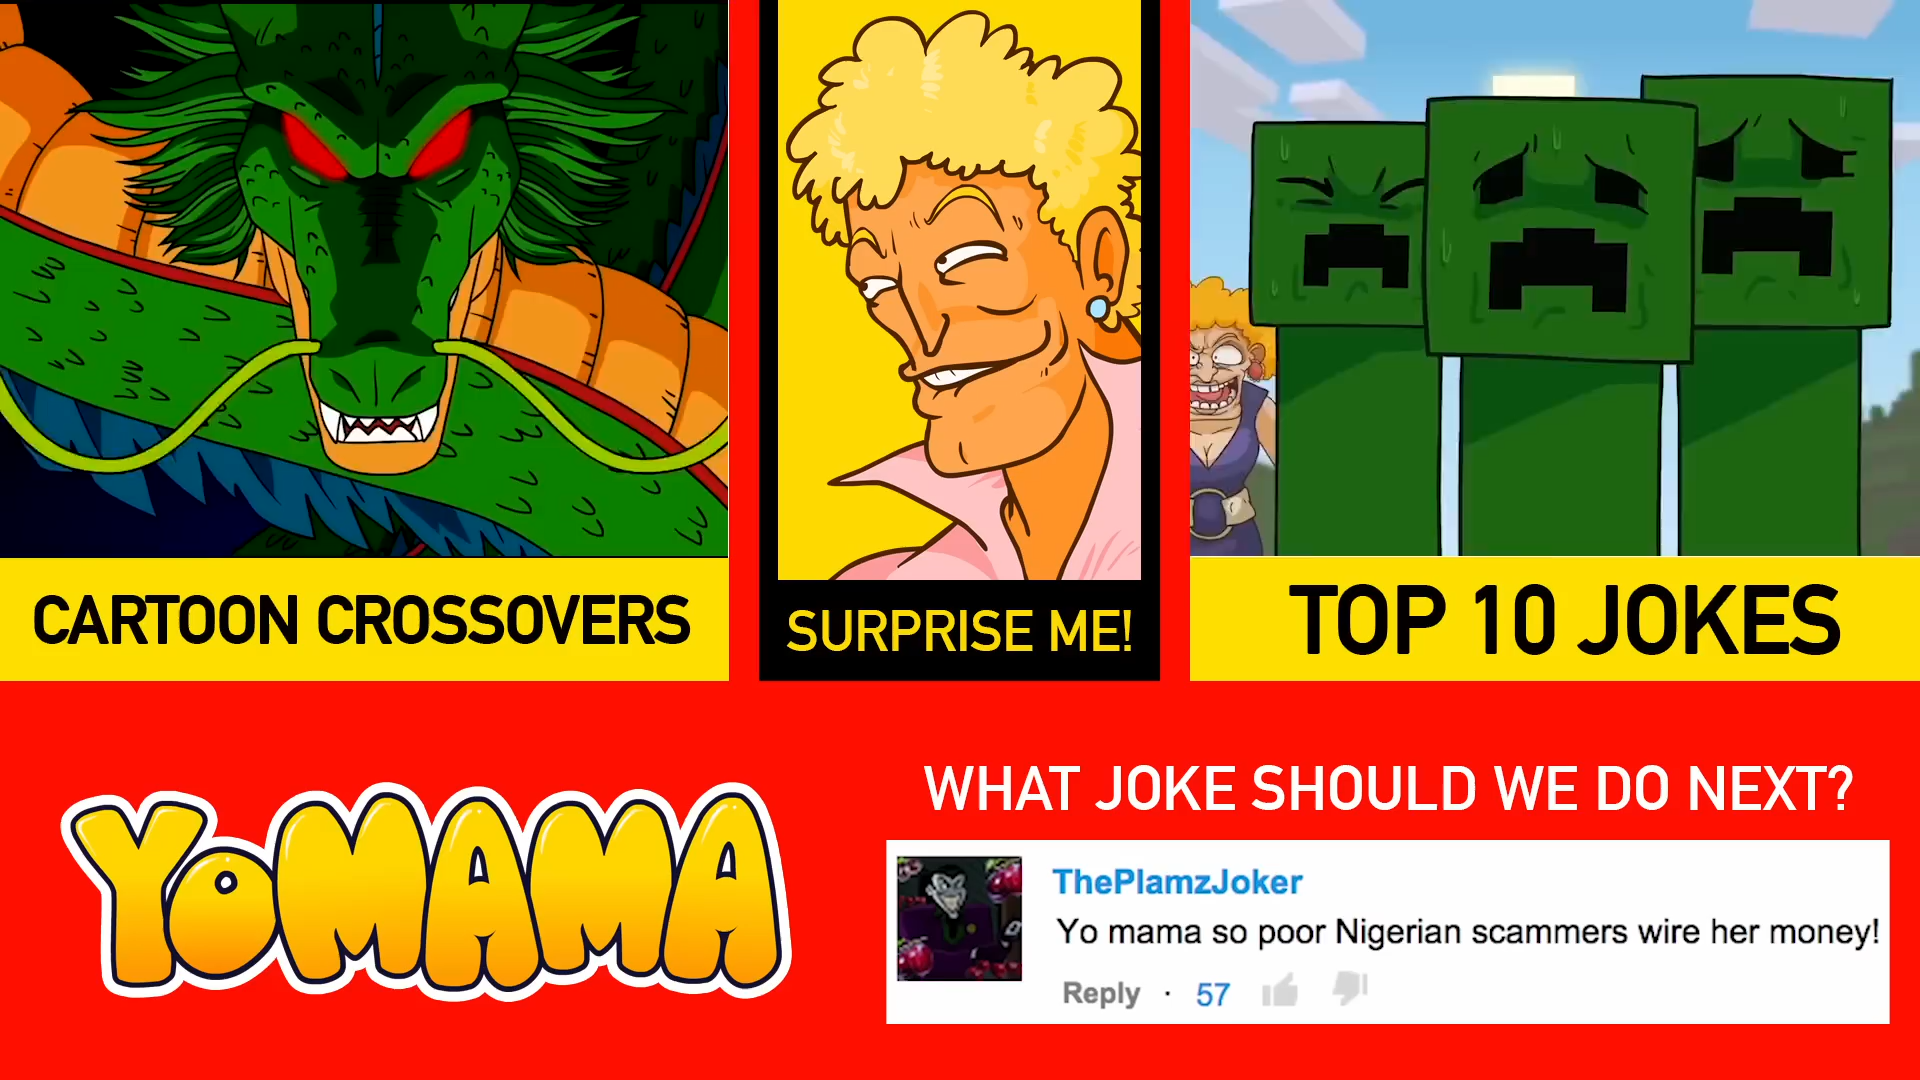 CARTOON CROSSOVERS
SURPRISE ME!
TOP 10 JOKES
YoMAMA
WHAT JOKE SHOULD WE DO NEXT?
ThePlamzJoker
Yo mama so poor Nigerian scammers wire her money!
Reply · 57